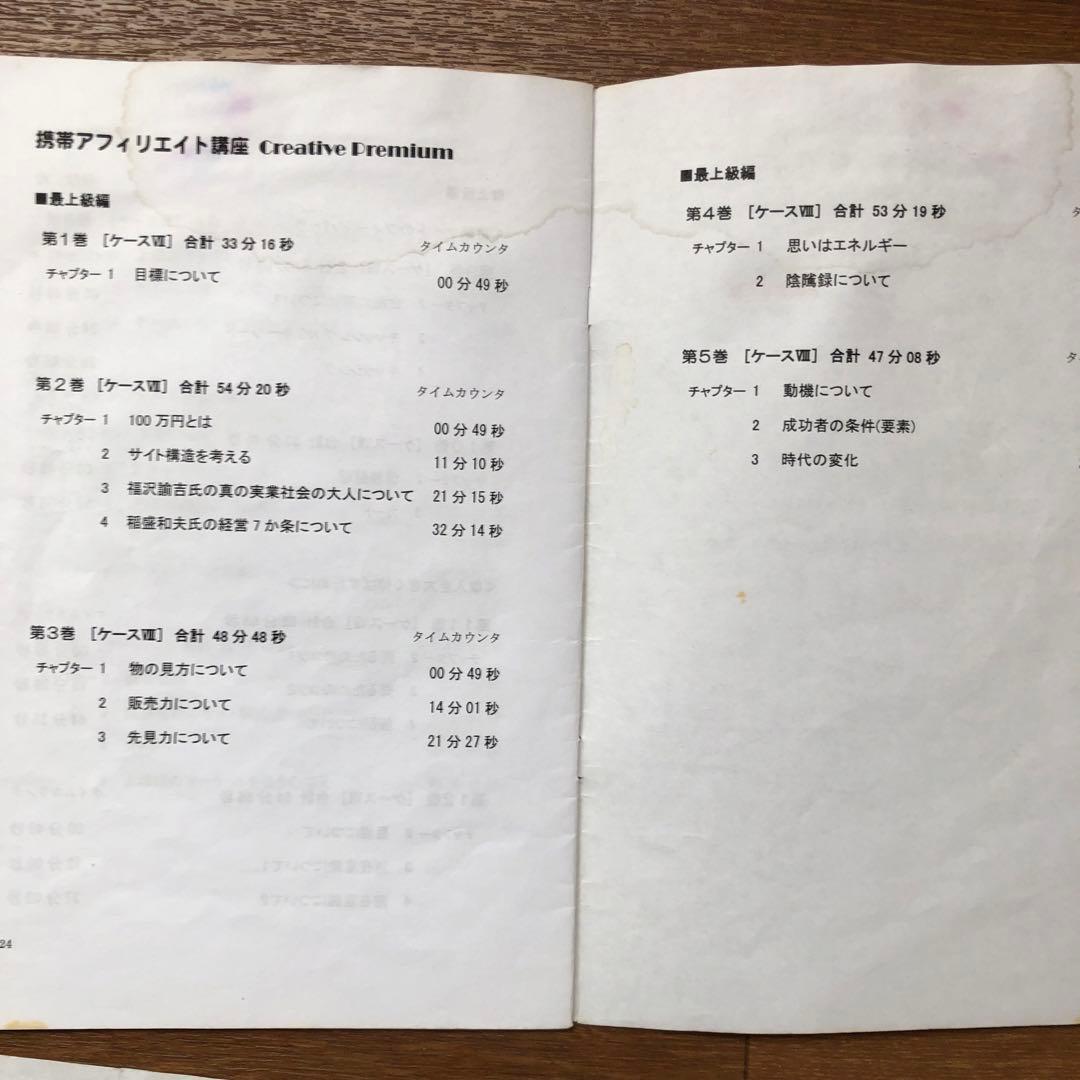 携帯アフィリエイト講座 Creative Premium
■最上級編
第1巻 [ケースⅦ] 合計 33分16秒 タイムカウンタ
チャプター 1 目標について 00分49秒
第2巻 [ケースⅦ] 合計 54分20秒 タイムカウンタ
チャプター 1 100万円とは 00分49秒
2 サイト構造を考える 11分10秒
3 福沢諭吉氏の真の実業社会の大人について 21分15秒
4 稲盛和夫氏の経営7か条について 32分14秒
第3巻 [ケースⅧ] 合計 48分48秒 タイムカウンタ
チャプター 1 物の見方について 00分49秒
2 販売力について 14分01秒
3 先見力について 21分27秒
24
■最上級編
第4巻 [ケースⅧ] 合計 53分19秒 タ
チャプター 1 思いはエネルギー
2 陰騭録について
第5巻 [ケースⅧ] 合計 47分08秒 タ
チャプター 1 動機について
2 成功者の条件(要素)
3 時代の変化